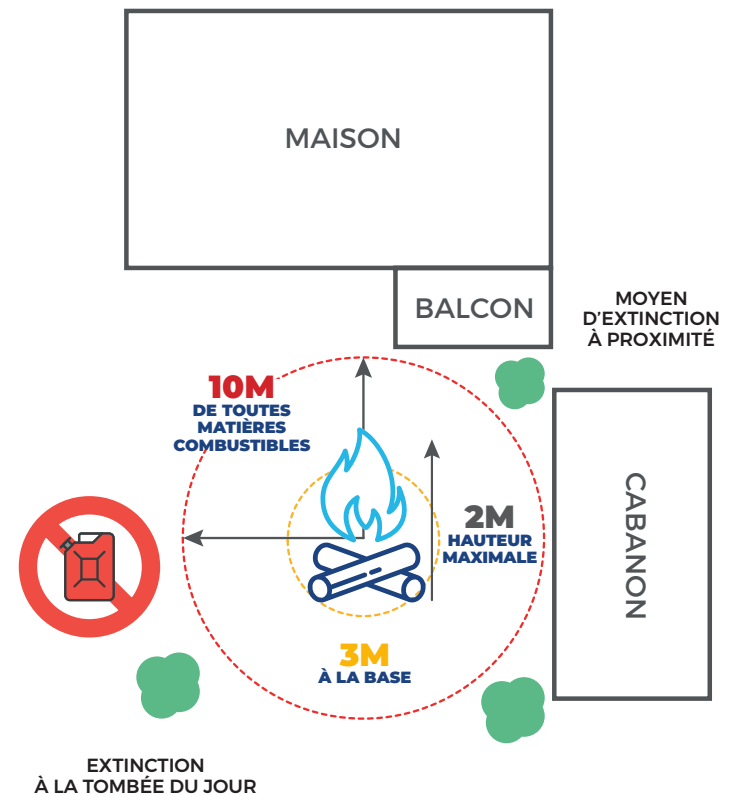 MAISON
BALCON
MOYEN
D'EXTINCTION
À PROXIMITÉ
10M
DE TOUTES
MATIÈRES
COMBUSTIBLES
2M
HAUTEUR
MAXIMALE
CABANON
3M
À LA BASE
EXTINCTION
À LA TOMBÉE DU JOUR